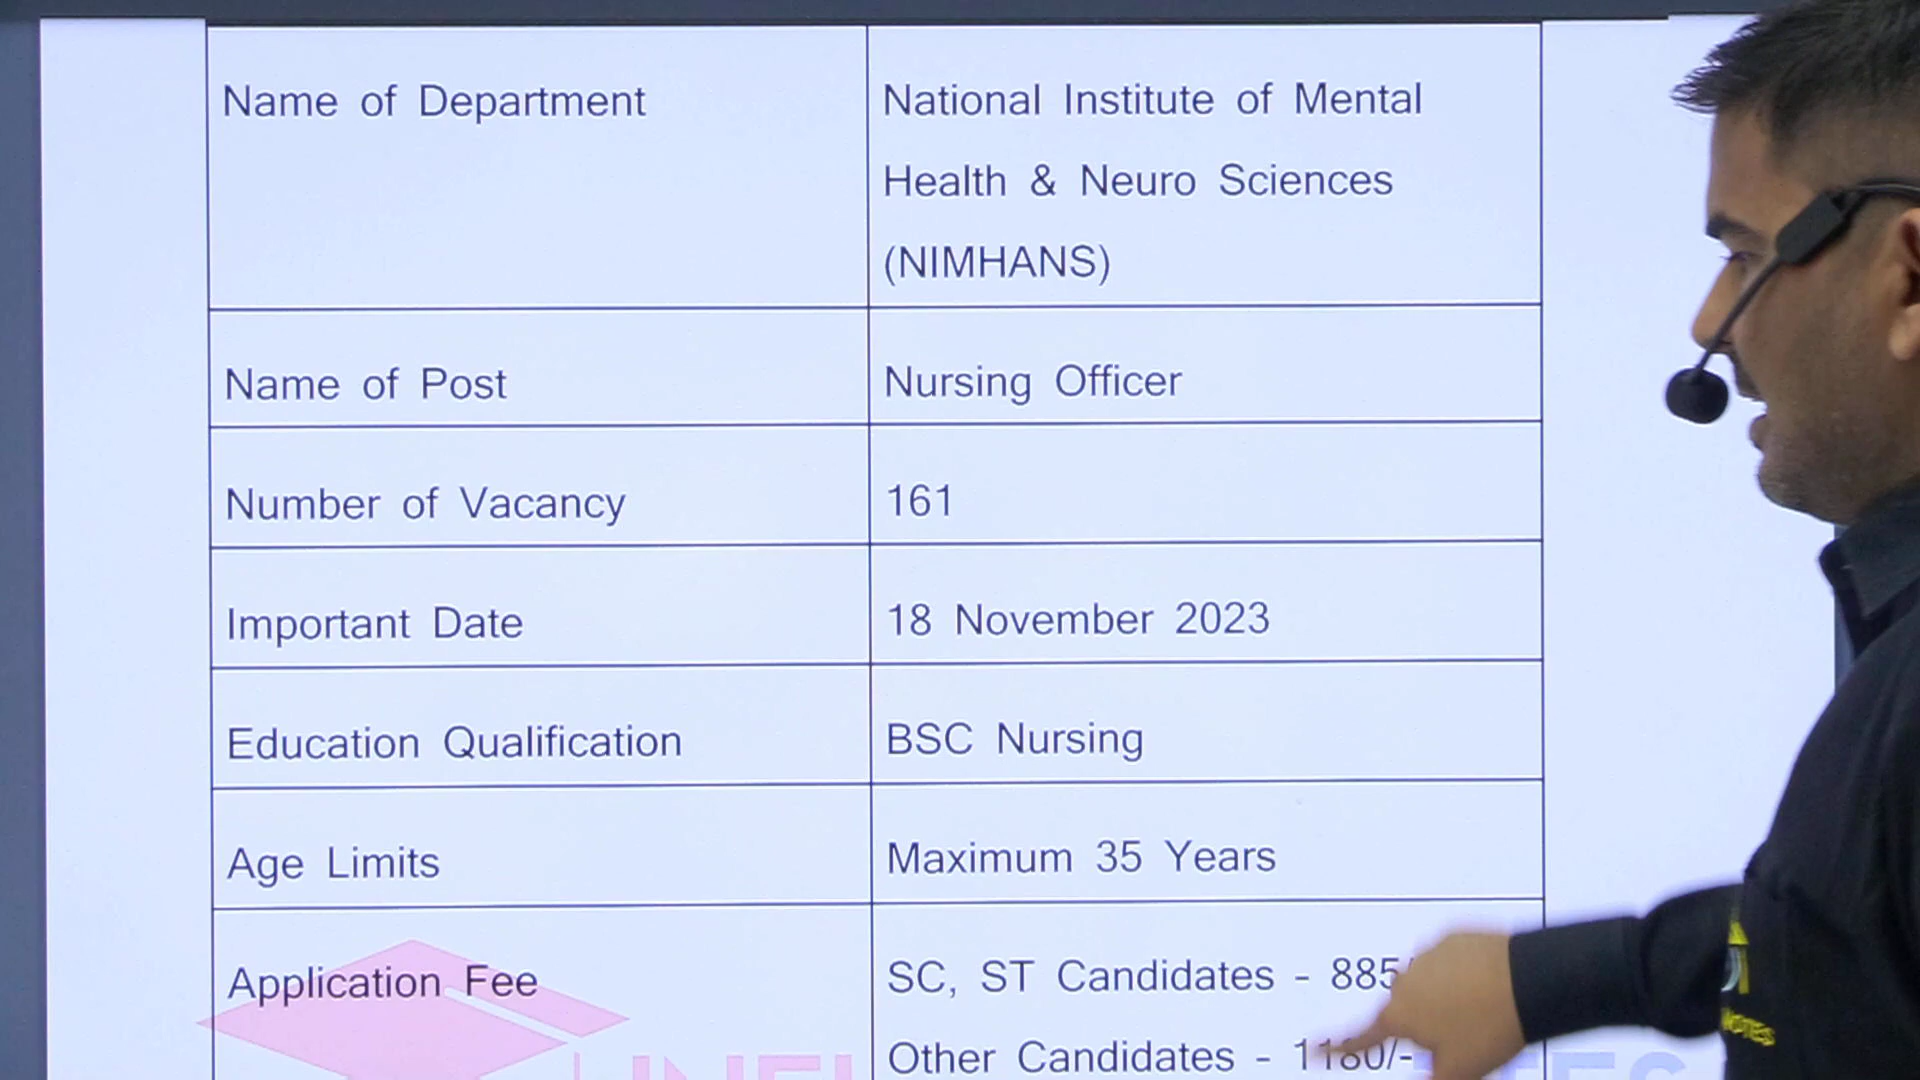 Name of Department
National Institute of Mental
Health & Neuro Sciences
(NIMHANS)
Name of Post
Nursing Officer
Number of Vacancy
161
Important Date
18 November 2023
Education Qualification
BSC Nursing
Age Limits
Maximum 35 Years
Application Fee
SC, ST Candidates - 885/
Other Candidates - 1180/-
NOTES